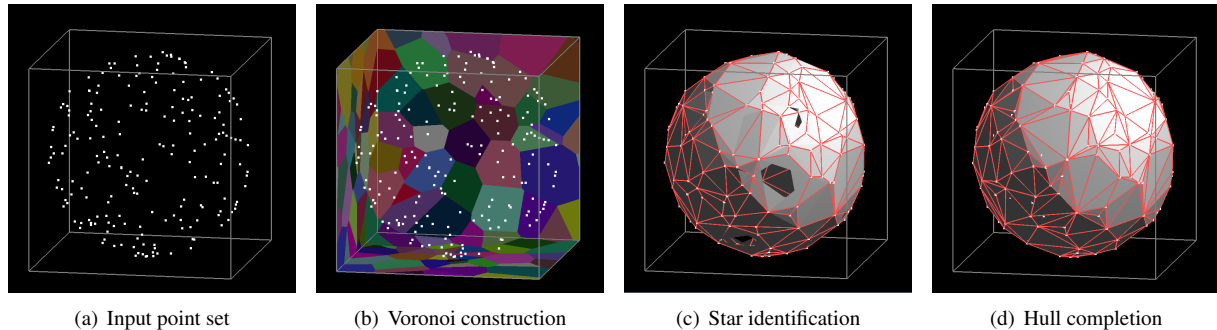 (a) Input point set
(b) Voronoi construction
(c) Star identification
(d) Hull completion